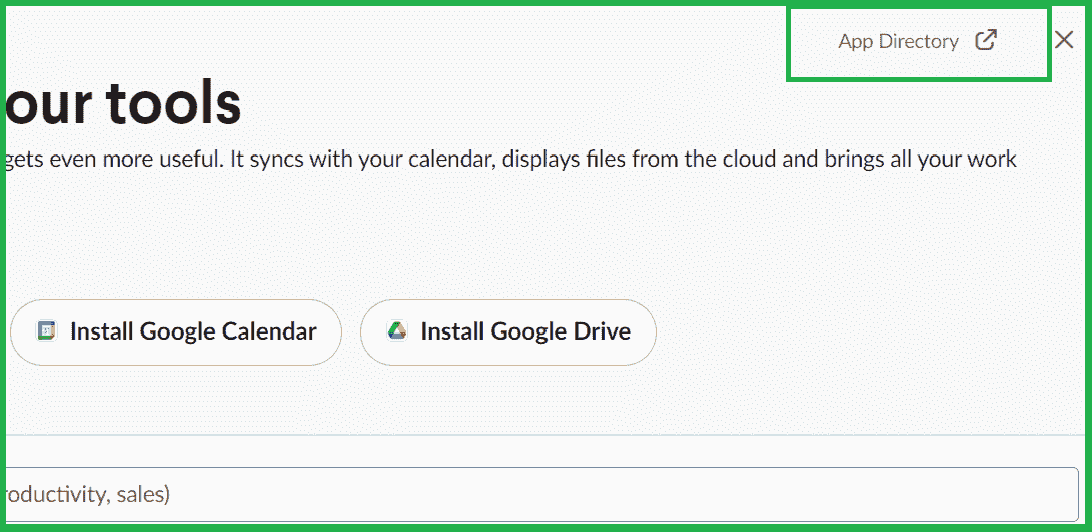 App Directory
our tools
gets even more useful. It syncs with your calendar, displays files from the cloud and brings all your work
Install Google Calendar
Install Google Drive
roductivity, sales)